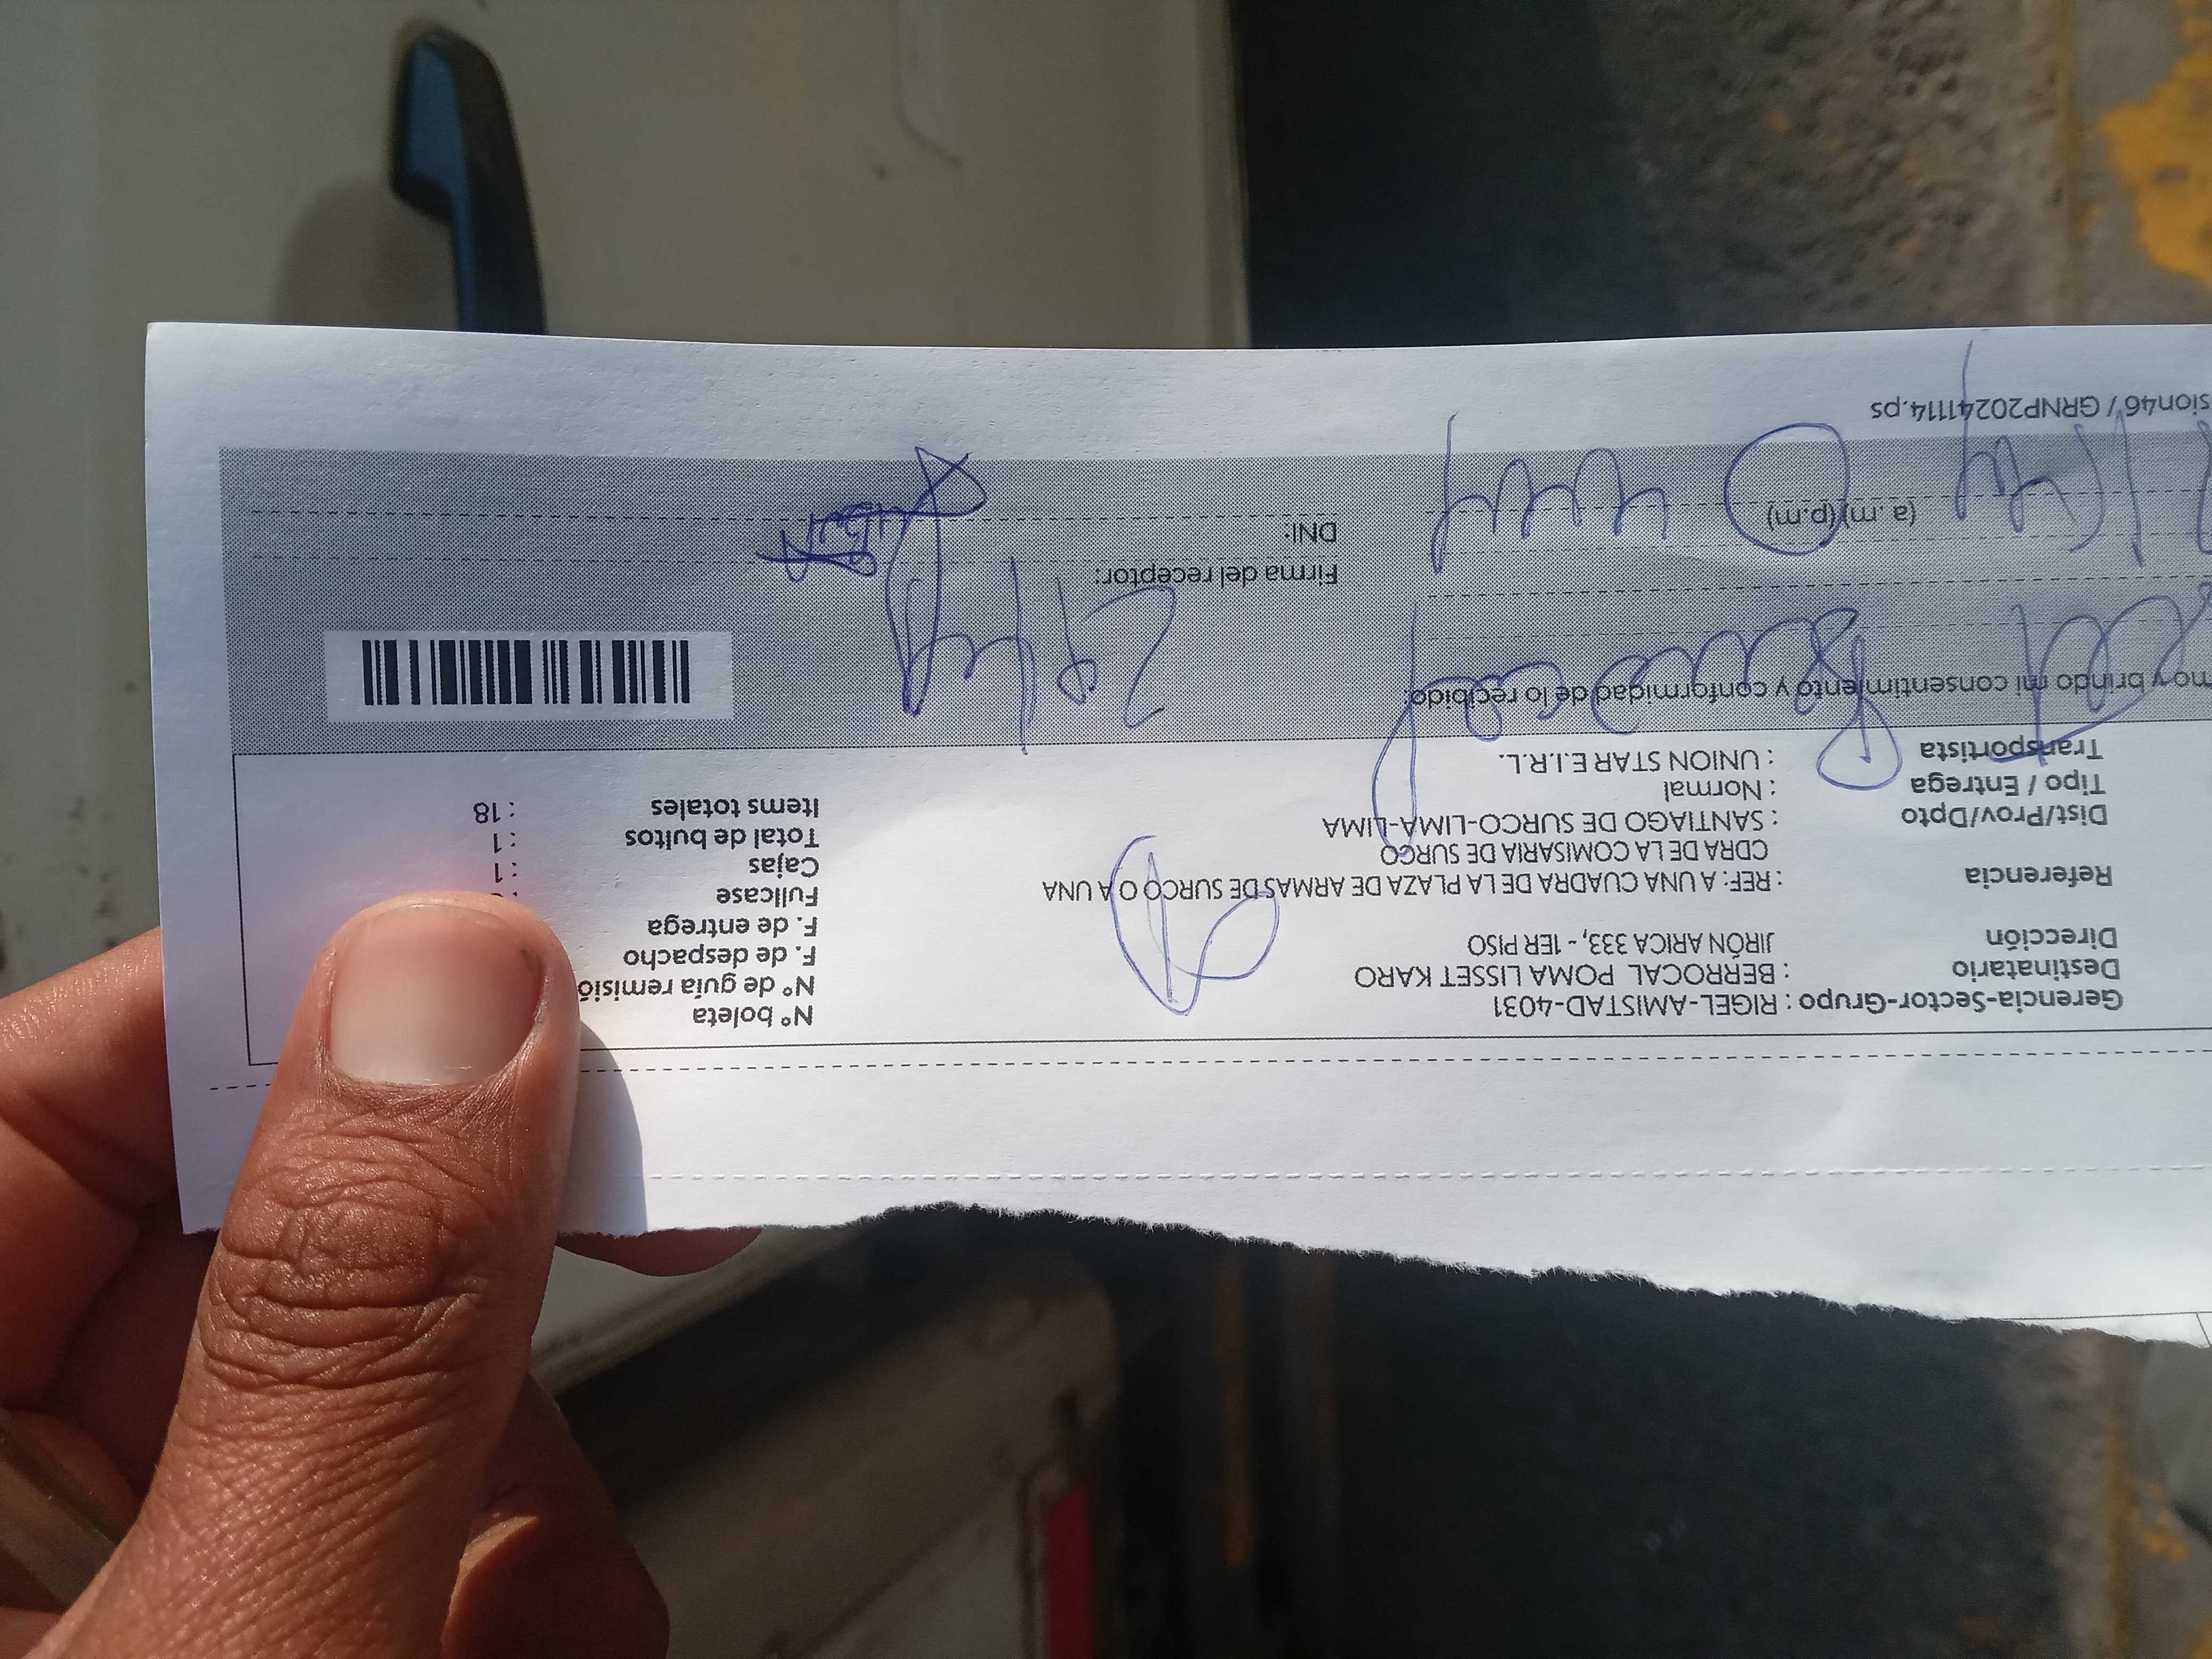 Gerencia-Sector-Grupo : RIGEL-AMISTAD-4031
Destinatario : BERROCAL POMA LISSET KARO
Dirección JIRÓN ARICA 333, - 1ER PISO
Referencia : REF: A UNA CUADRA DE LA PLAZA DE ARMAS DE SURCO O A UNA
CDRA DE LA COMISARIA DE SURCO
Dist/Prov/Dpto : SANTIAGO DE SURCO-LIMA-LIMA
Tipo / Entrega : Normal
Transportista : UNION STAR E.I.R.L.
N° boleta
N° de guía remisió
F. de despacho
F. de entrega
Fullcase
Cajas : 1
Total de bultos : 1
Items totales : 18
mo y brindo mi consentimiento y conformidad de lo recibido:
Firma del receptor:
DNI:
(a. m)(p.m)
sion46 / GRNP20241114.ps